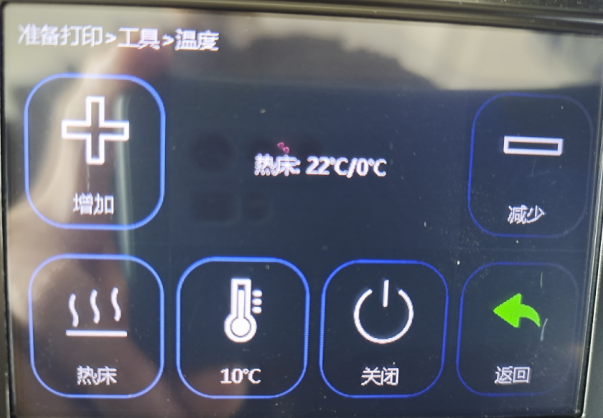 准备打印>工具>温度
增加
热床: 22℃/0℃
减少
热床
10℃
关闭
返回